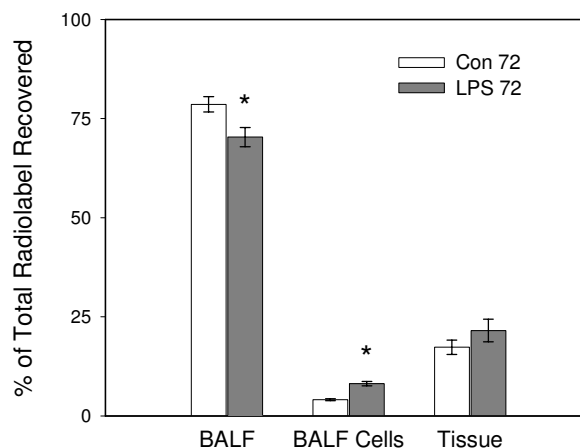 100
75
50
25
0
% of Total Radiolabel Recovered
Con 72
LPS 72
*
*
BALF
BALF Cells
Tissue